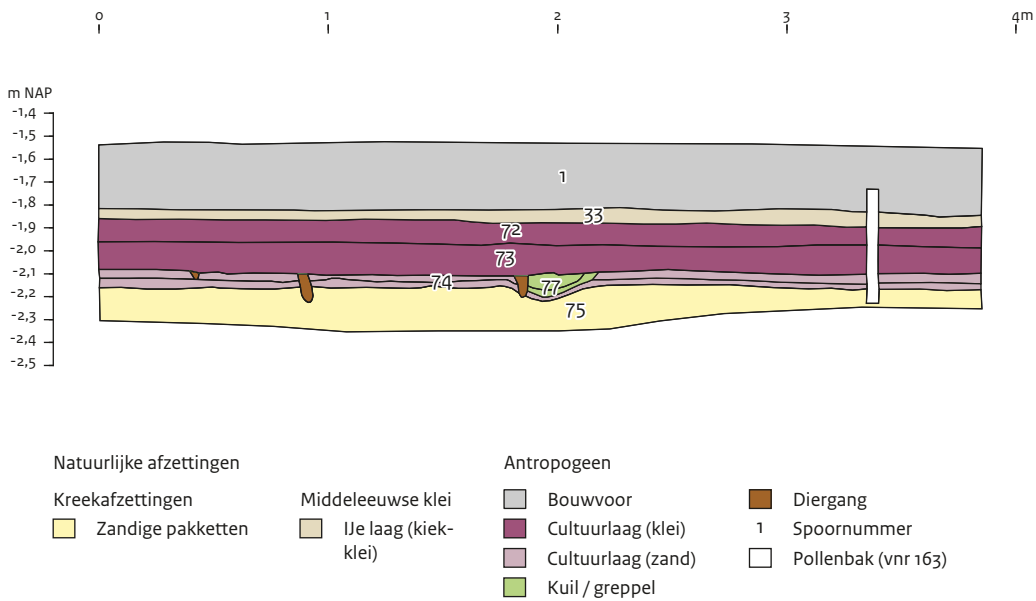 0 1 2 3 4m
m NAP
-1,4
-1,5
-1,6
-1,7
-1,8
-1,9
-2,0
-2,1
-2,2
-2,3
-2,4
-2,5
1
33
72
73
74
77
75
Natuurlijke afzettingen
Kreekafzettingen
Zandige pakketten
Middeleeuwse klei
IJe laag (kiek-
klei)
Antropogeen
Bouwvoor
Cultuurlaag (klei)
Cultuurlaag (zand)
Kuil / greppel
Diergang
1 Spoornummer
Pollenbak (vnr 163)